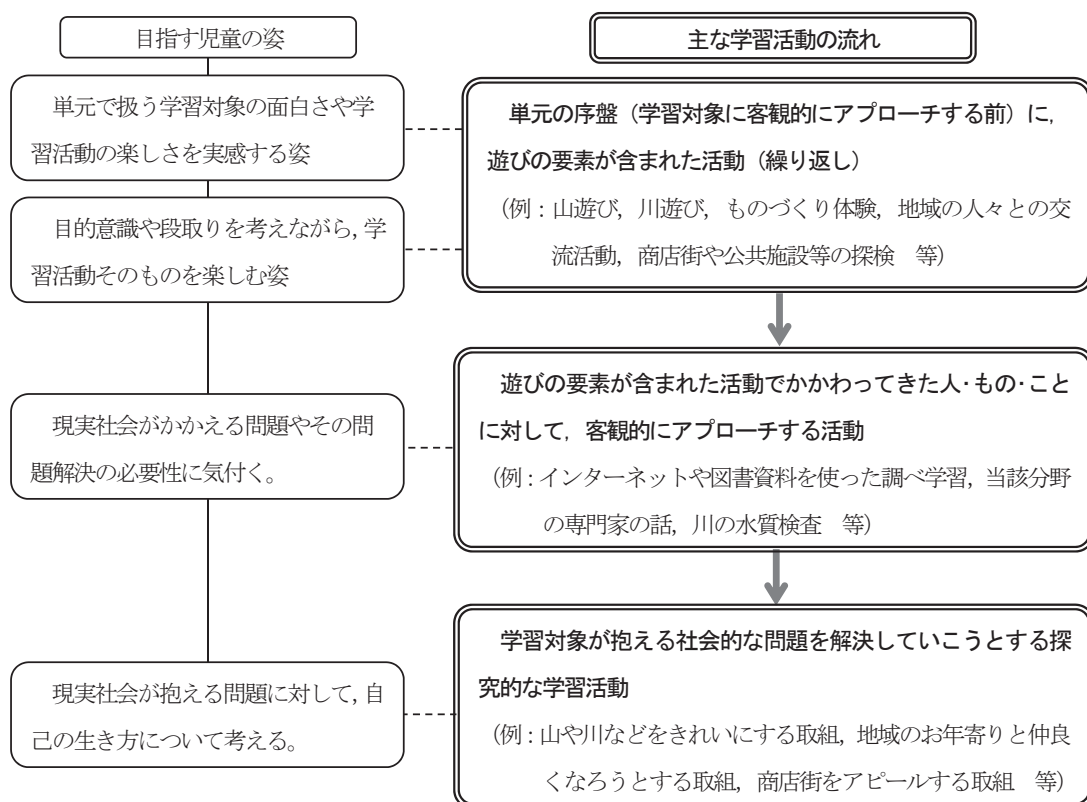 目指す児童の姿
単元で扱う学習対象の面白さや学
習活動の楽しさを実感する姿
目的意識や段取りを考えながら，学
習活動そのものを楽しむ姿
現実社会がかかえる問題やその問
題解決の必要性に気付く。
現実社会が抱える問題に対して，自
己の生き方について考える。
主な学習活動の流れ
単元の序盤（学習対象に客観的にアプローチする前）に，
遊びの要素が含まれた活動（繰り返し）
（例：山遊び，川遊び，ものづくり体験，地域の人々との交
流活動，商店街や公共施設等の探検　等）
遊びの要素が含まれた活動でかかわってきた人・もの・こと
に対して，客観的にアプローチする活動
（例：インターネットや図書資料を使った調べ学習，当該分野
の専門家の話，川の水質検査　等）
学習対象が抱える社会的な問題を解決していこうとする探
究的な学習活動
（例：山や川などをきれいにする取組，地域のお年寄りと仲良
くなろうとする取組，商店街をアピールする取組　等）